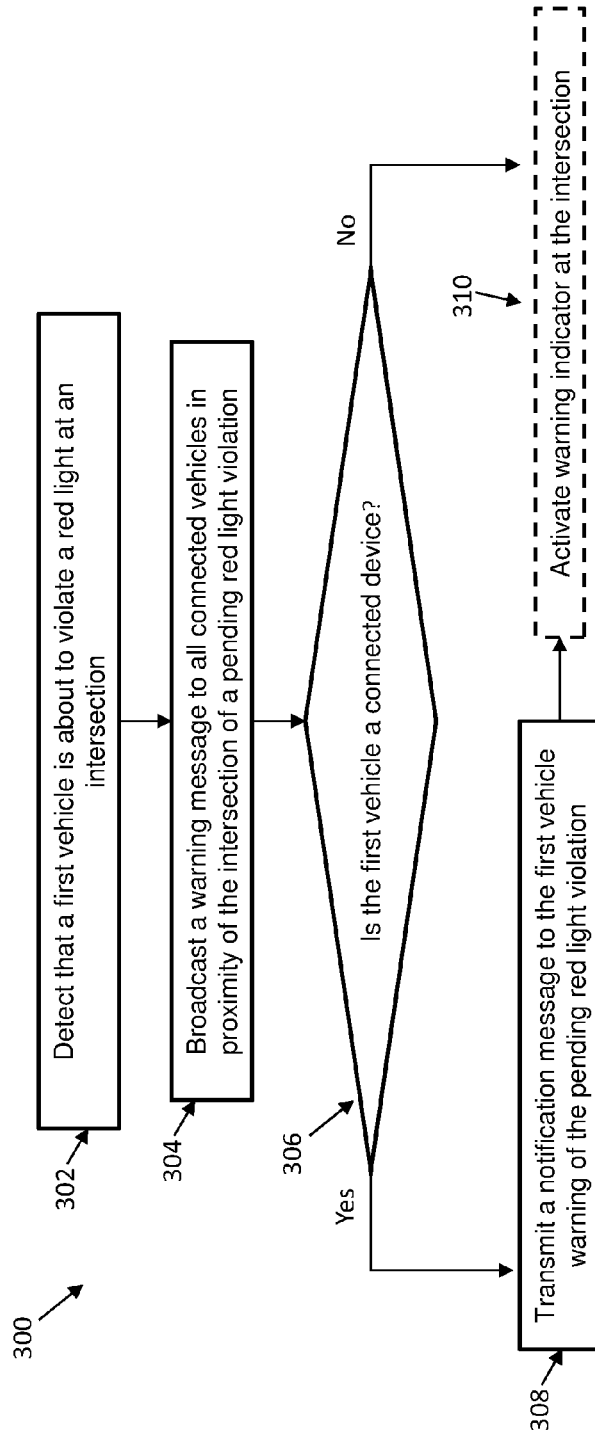 300
302
Detect that a first vehicle is about to violate a red light at an
intersection
304
Broadcast a warning message to all connected vehicles in
proximity of the intersection of a pending red light violation
306
Is the first vehicle a connected device?
Yes
No
308
Transmit a notification message to the first vehicle
warning of the pending red light violation
310
Activate warning indicator at the intersection